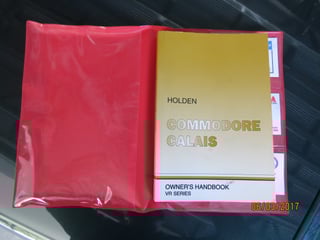 HOLDEN
COMMODORE
CALAIS
OWNER'S HANDBOOK
VR SERIES